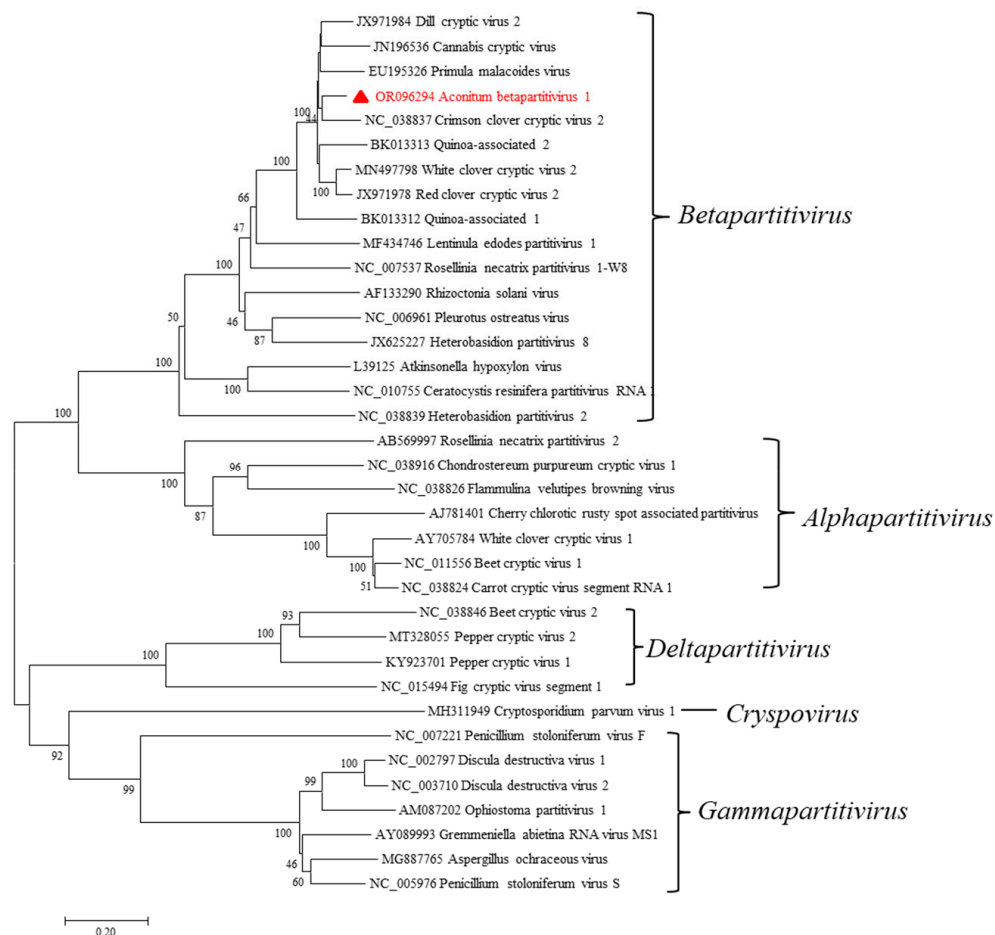 JX971984 Dill cryptic virus 2
JN196536 Cannabis cryptic virus
EU195326 Primula malacoides virus
OR096294 Aconitum betapartitivirus 1
100
44
NC_038837 Crimson clover cryptic virus 2
BK013313 Quinoa-associated 2
100
MN497798 White clover cryptic virus 2
100
JX971978 Red clover cryptic virus 2
Betapartitivirus
66
BK013312 Quinoa-associated 1
47
MF434746 Lentinula edodes partitivirus 1
100
NC_007537 Rosellinia necatrix partitivirus 1-W8
AF133290 Rhizoctonia solani virus
50
46
NC_006961 Pleurotus ostreatus virus
87
JX625227 Heterobasidion partitivirus 8
100
L39125 Atkinsonella hypoxylon virus
100
NC_010755 Ceratocystis resinifera partitivirus RNA 1
100
NC_038839 Heterobasidion partitivirus 2
AB569997 Rosellinia necatrix partitivirus 2
96
NC_038916 Chondrostereum purpureum cryptic virus 1
100
NC_038826 Flammulina velutipes browning virus
87
AJ781401 Cherry chlorotic rusty spot associated partitivirus
Alphapartitivirus
100
AY705784 White clover cryptic virus 1
100
NC_011556 Beet cryptic virus 1
51
NC_038824 Carrot cryptic virus segment RNA 1
93
NC_038846 Beet cryptic virus 2
100
MT328055 Pepper cryptic virus 2
Deltapartitivirus
100
KY923701 Pepper cryptic virus 1
NC_015494 Fig cryptic virus segment 1
MH311949 Cryptosporidium parvum virus 1
Cryspovirus
92
NC_007221 Penicillium stoloniferum virus F
100
NC_002797 Discula destructiva virus 1
99
99
NC_003710 Discula destructiva virus 2
AM087202 Ophiostoma partitivirus 1
Gammapartitivirus
100
AY089993 Gremmeniella abietina RNA virus MS1
46
MG887765 Aspergillus ochraceous virus
60
NC_005976 Penicillium stoloniferum virus S
0.20